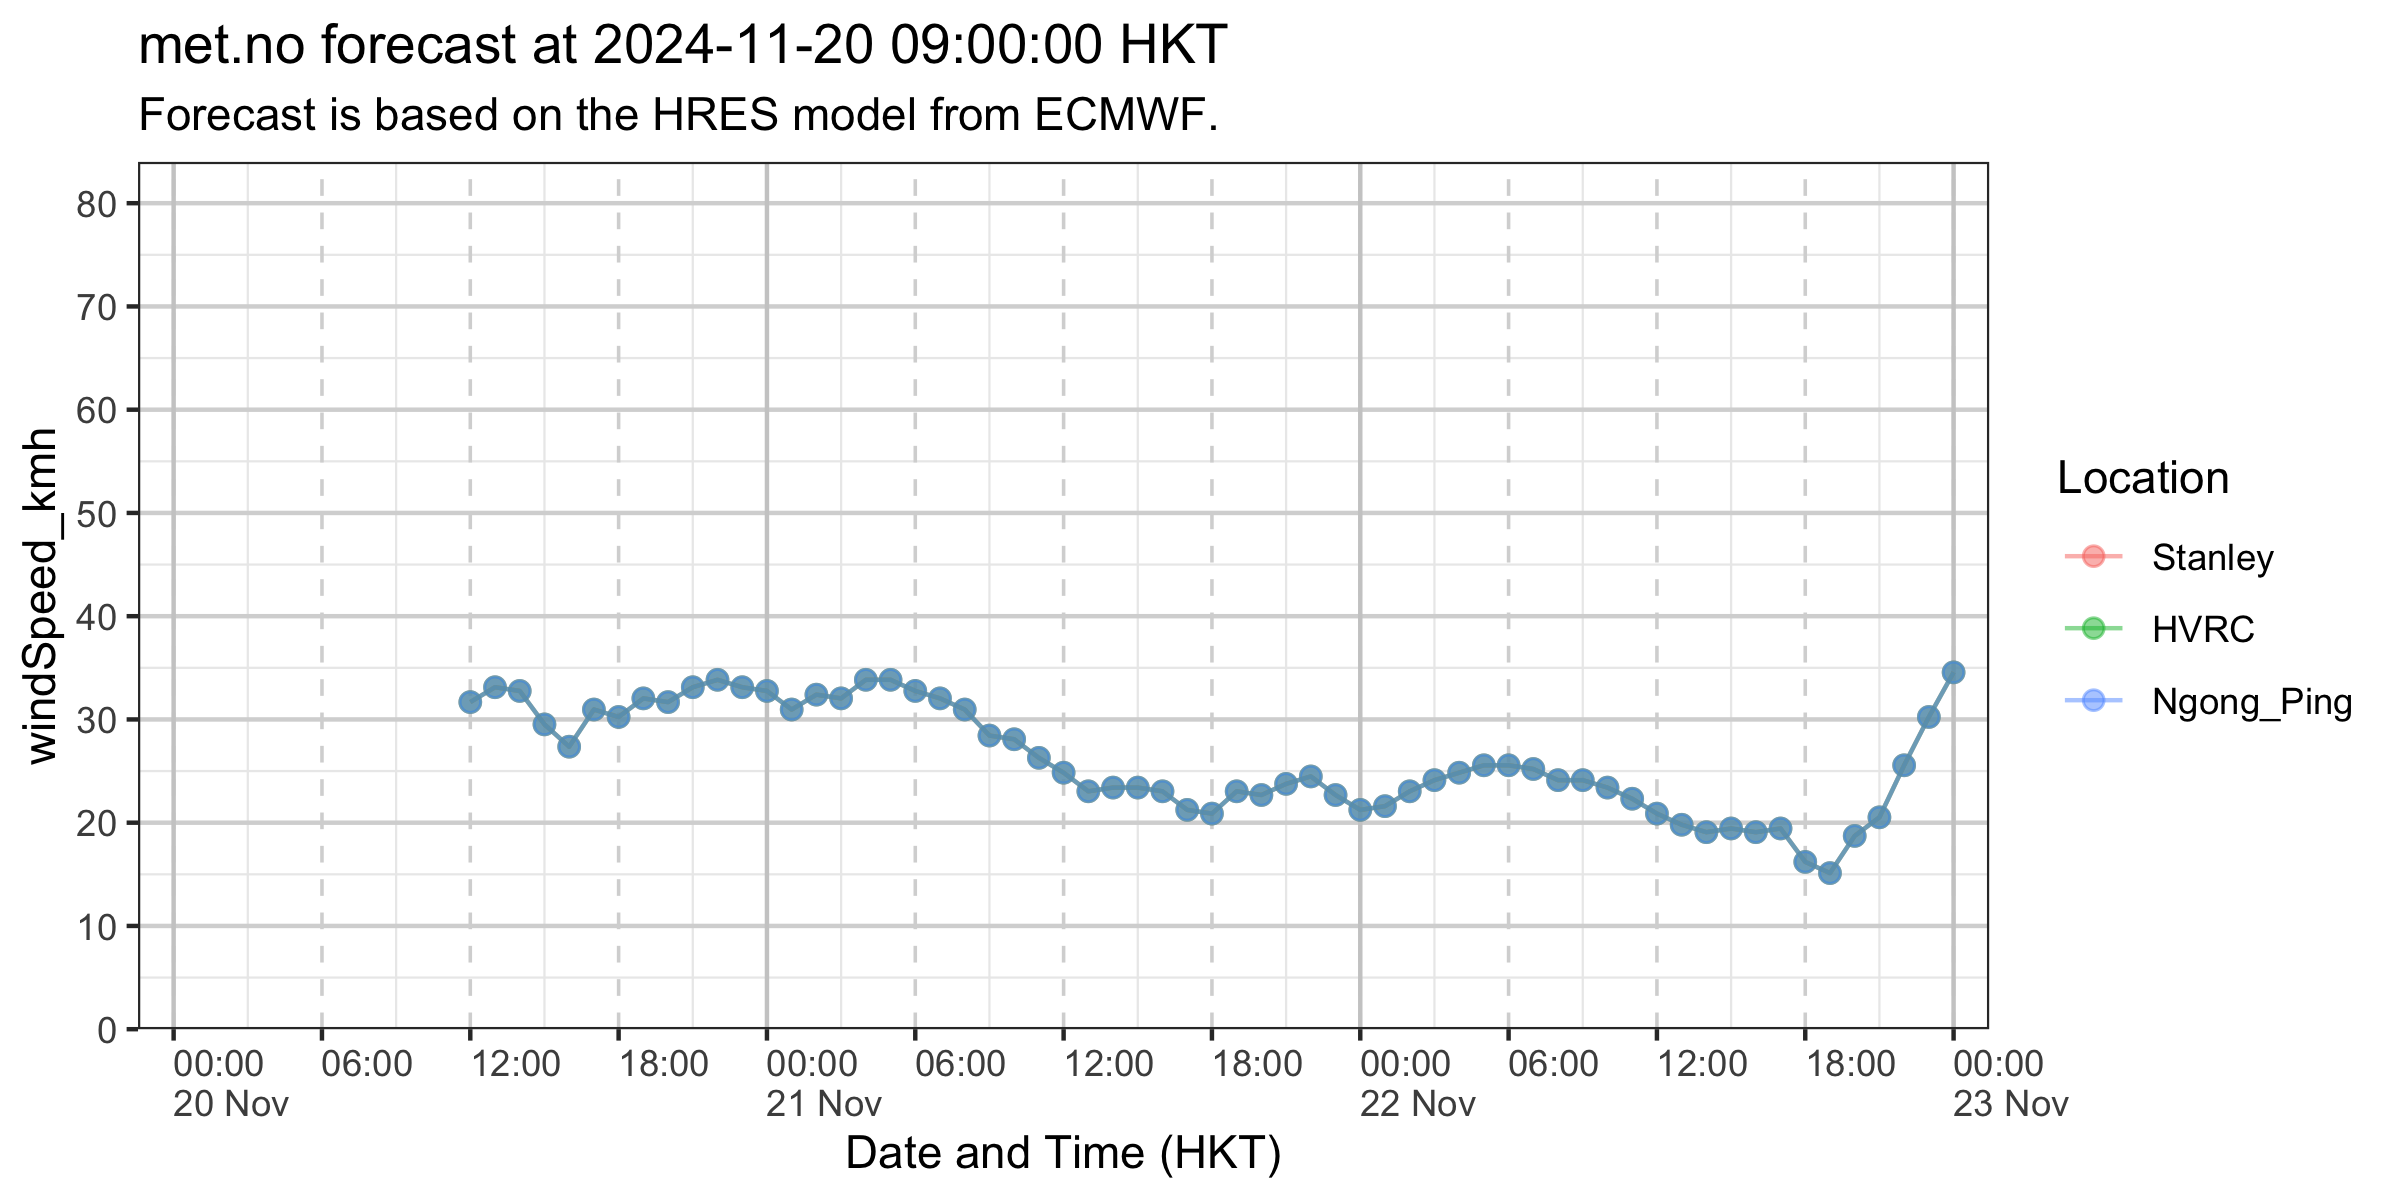 met.no forecast at 2024-11-20 09:00:00 HKT
Forecast is based on the HRES model from ECMWF.
windSpeed_kmh
80
70
60
50
40
30
20
10
0
00:00 06:00 12:00 18:00 00:00 06:00 12:00 18:00 00:00 06:00 12:00 18:00 00:00
20 Nov 21 Nov 22 Nov 23 Nov
Date and Time (HKT)
Location
Stanley
HVRC
Ngong_Ping